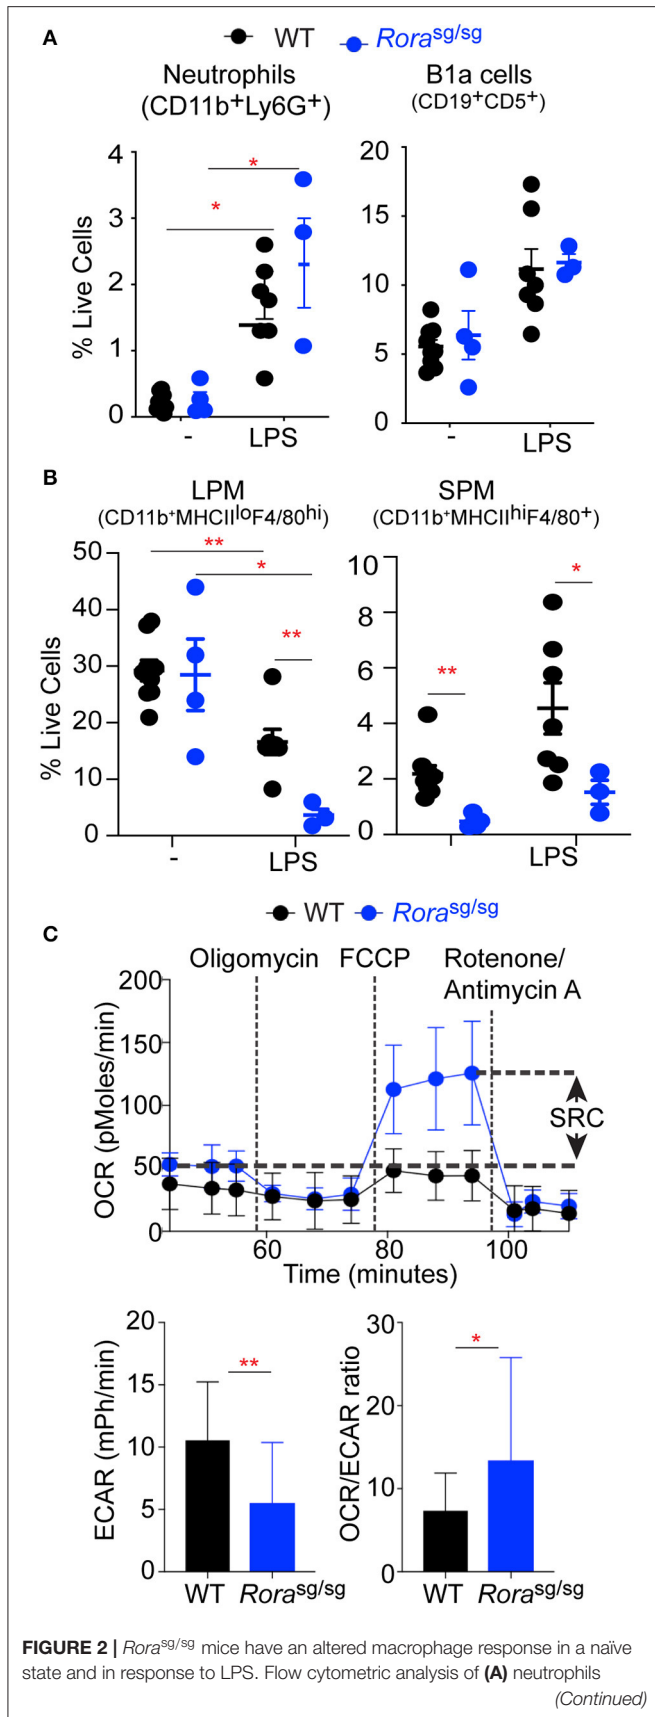 A
WT Rora^sg/sg
Neutrophils
(CD11b+Ly6G+)
B1a cells
(CD19+CD5+)
% Live Cells
4
3
2
1
0
*
*
-
LPS
20
15
10
5
0
-
LPS
B
LPM
(CD11b+MHCII^loF4/80^hi)
SPM
(CD11b+MHCII^hiF4/80+)
% Live Cells
50
40
30
20
10
0
**
*
**
-
LPS
10
8
6
4
2
0
**
*
-
LPS
WT Rora^sg/sg
C
Oligomycin FCCP Rotenone/
Antimycin A
OCR (pMoles/min)
200
150
100
50
0
SRC
60 80 100
Time (minutes)
ECAR (mPh/min)
20
15
10
5
0
**
WT Rora^sg/sg
OCR/ECAR ratio
30
20
10
0
*
WT Rora^sg/sg
FIGURE 2 | Rora^sg/sg mice have an altered macrophage response in a naïve
state and in response to LPS. Flow cytometric analysis of (A) neutrophils
(Continued)